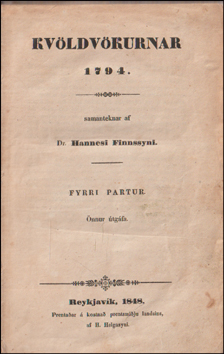 KVÖLDVÖKURNAR
1794.
samanteknar af
Dr. Hannesi Finnssyni.
FYRRI PARTUR.
Önnur útgáfa.
Reykjavík, 1848.
Prentaðar á kostnað prentsmiðju landsins,
af H. Helgasyni.